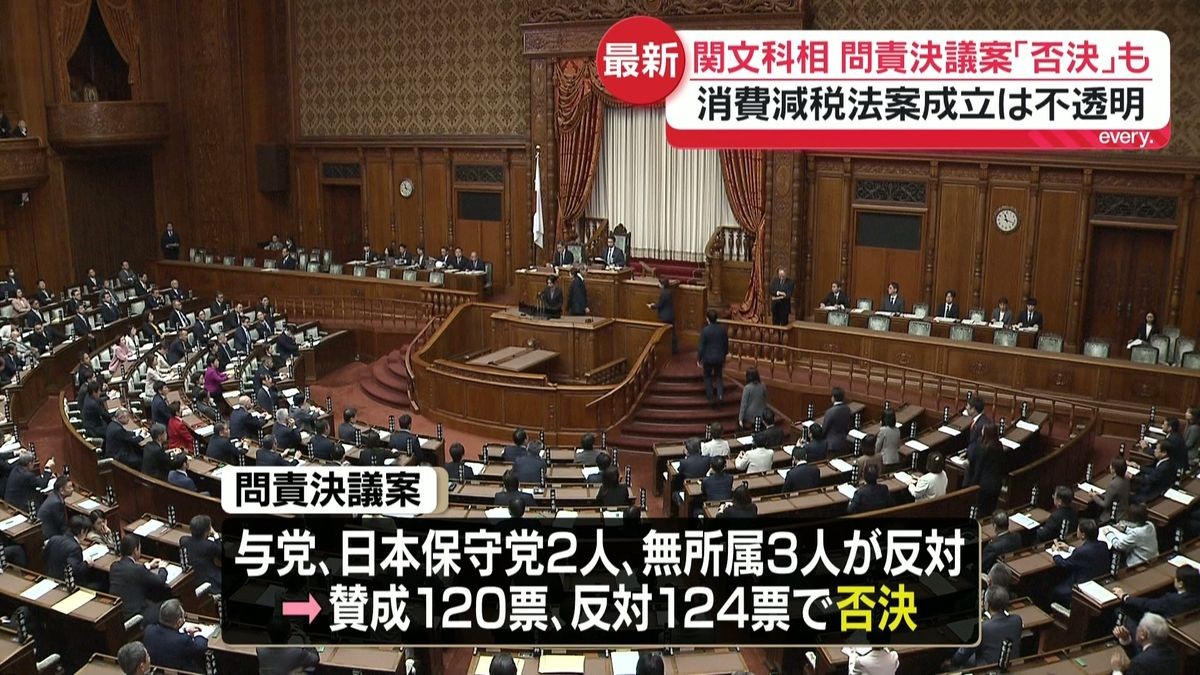 最新
関文科相 問責決議案「否決」も
消費減税法案成立は不透明
every.
問責決議案
与党、日本保守党2人、無所属3人が反対
➡賛成120票、反対124票で否決